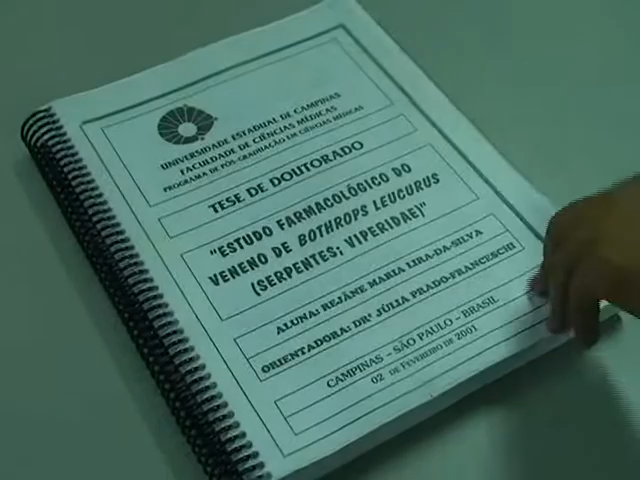 UNIVERSIDADE ESTADUAL DE CAMPINAS
FACULDADE DE CIÊNCIAS MÉDICAS
PROGRAMA DE PÓS-GRADUAÇÃO EM CIÊNCIAS MÉDICAS
TESE DE DOUTORADO
"ESTUDO FARMACOLÓGICO DO
VENENO DE BOTHROPS LEUCURUS
(SERPENTES; VIPERIDAE)"
ALUNA: REJÂNE MARIA LIRA-DA-SILVA
ORIENTADORA: DRª JÚLIA PRADO-FRANCESCHI
CAMPINAS - SÃO PAULO - BRASIL
02 DE FEVEREIRO DE 2001